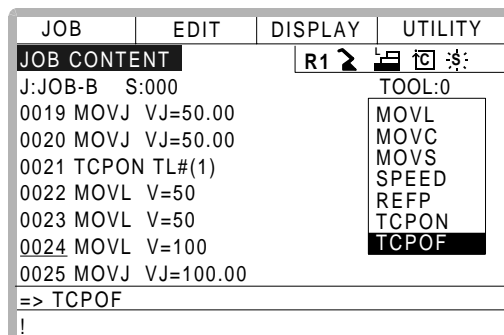 JOB EDIT DISPLAY UTILITY
JOB CONTENT R1 L C S
J:JOB-B S:000 TOOL:0
0019 MOVJ VJ=50.00
0020 MOVJ VJ=50.00
0021 TCPON TL#(1)
0022 MOVL V=50
0023 MOVL V=50
0024 MOVL V=100
0025 MOVJ VJ=100.00
MOVL
MOVC
MOVS
SPEED
REFP
TCPON
TCPOF
=> TCPOF
!